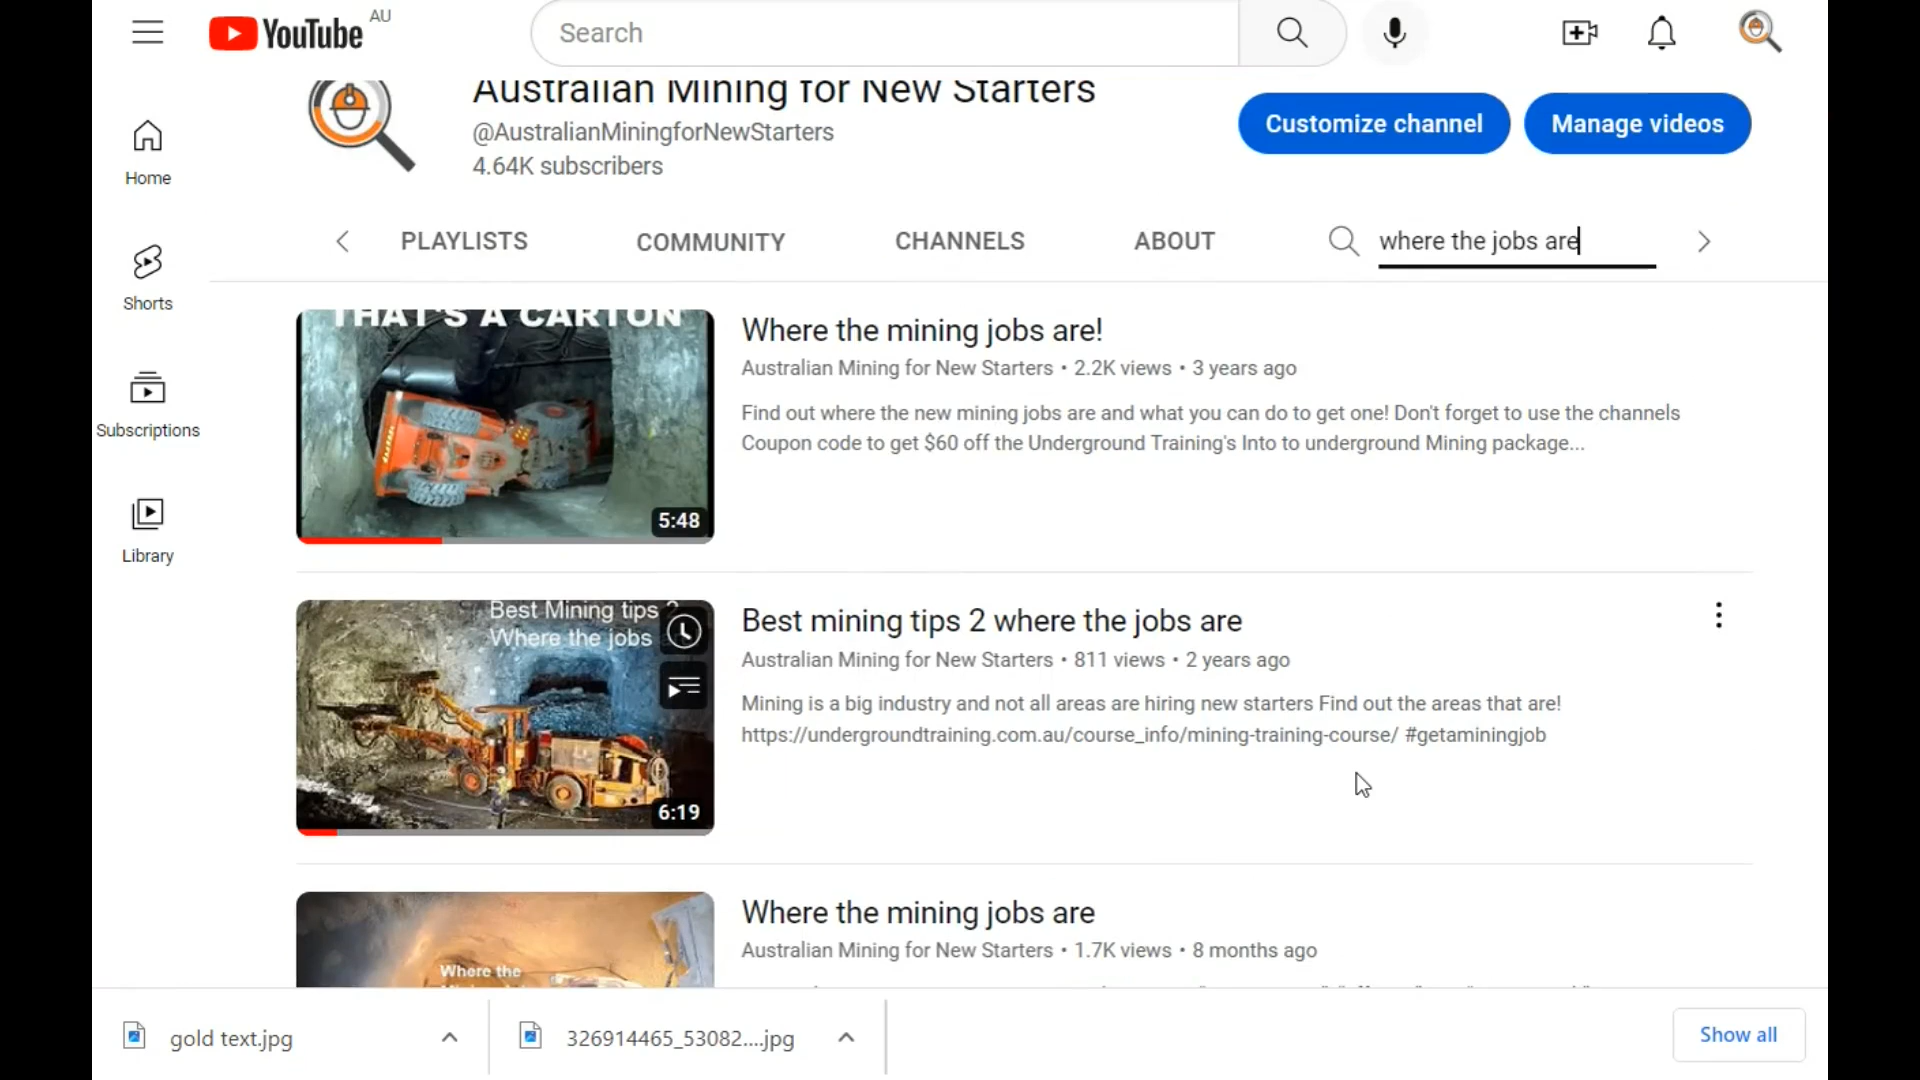 YouTube AU
Search
Australian Mining for New Starters
@AustralianMiningforNewStarters
4.64K subscribers
Customize channel
Manage videos
Home
Shorts
Subscriptions
Library
PLAYLISTS
COMMUNITY
CHANNELS
ABOUT
where the jobs are
THAT'S A CARTON
5:48
Where the mining jobs are!
Australian Mining for New Starters • 2.2K views • 3 years ago
Find out where the new mining jobs are and what you can do to get one! Don't forget to use the channels
Coupon code to get $60 off the Underground Training's Into to underground Mining package...
Best Mining tips 2
Where the jobs
6:19
Best mining tips 2 where the jobs are
Australian Mining for New Starters • 811 views • 2 years ago
Mining is a big industry and not all areas are hiring new starters Find out the areas that are!
https://undergroundtraining.com.au/course_info/mining-training-course/ #getaminingjob
Where the
Where the mining jobs are
Australian Mining for New Starters • 1.7K views • 8 months ago
gold text.jpg
326914465_53082....jpg
Show all